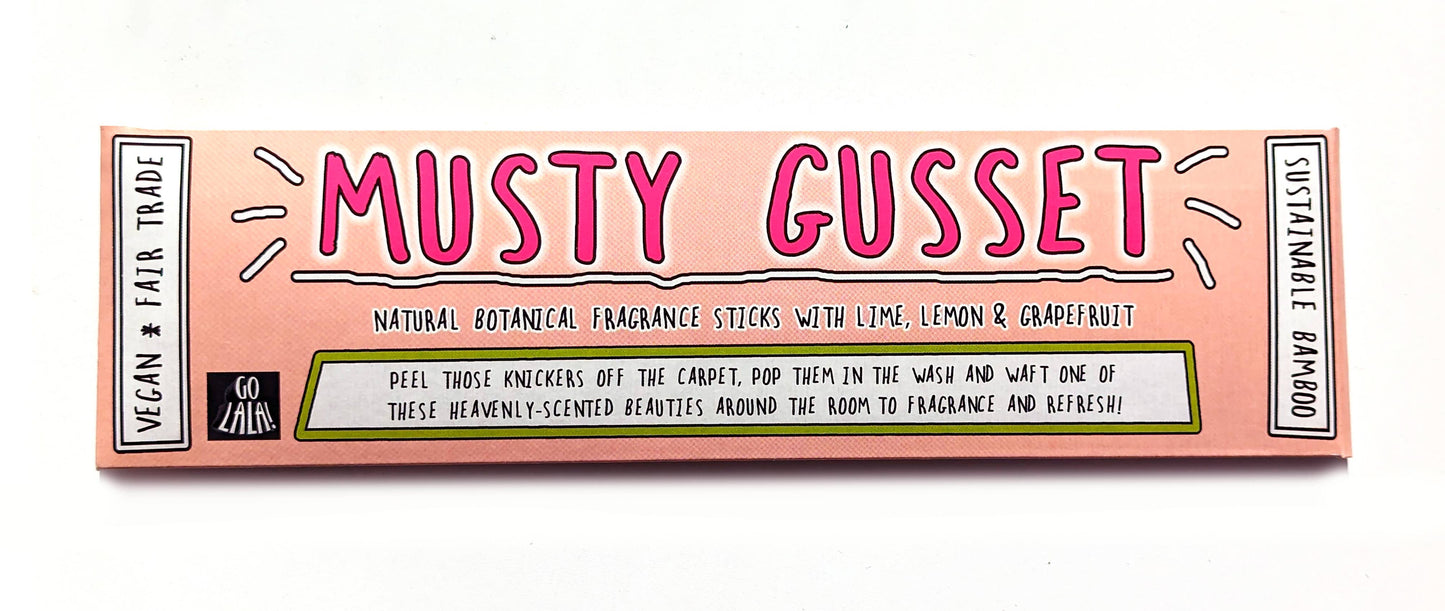 VEGAN * FAIR TRADE
MUSTY GUSSET
NATURAL BOTANICAL FRAGRANCE STICKS WITH LIME, LEMON & GRAPEFRUIT
PEEL THOSE KNICKERS OFF THE CARPET, POP THEM IN THE WASH AND WAFT ONE OF
THESE HEAVENLY-SCENTED BEAUTIES AROUND THE ROOM TO FRAGRANCE AND REFRESH!
GO
LALA!
SUSTAINABLE BAMBOO